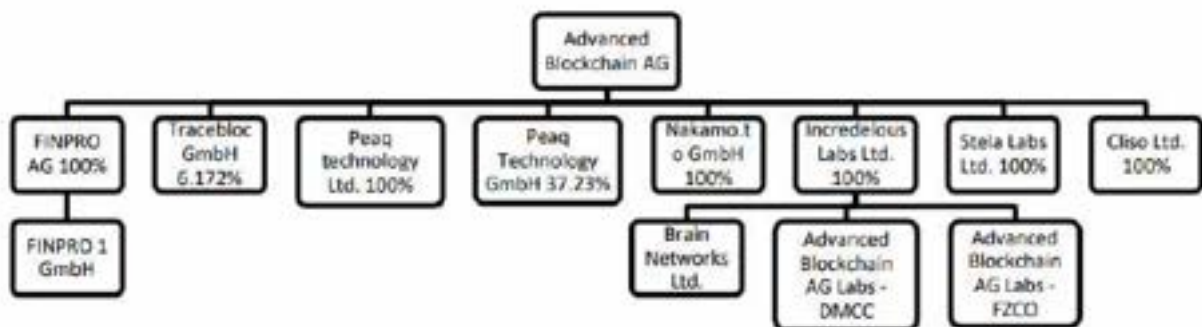 Advanced
Blockchain AG
FINPRO
AG 100%
Tracebloc
GmbH
6.172%
Peaq
technology
Ltd. 100%
Peaq
Technology
GmbH 37.23%
Nakamo.t
o GmbH
100%
Incredelous
Labs Ltd.
100%
Stela Labs
Ltd. 100%
Cliso Ltd.
100%
FINPRO 1
GmbH
Brain
Networks
Ltd.
Advanced
Blockchain
AG Labs -
DMCC
Advanced
Blockchain
AG Labs -
FZCO